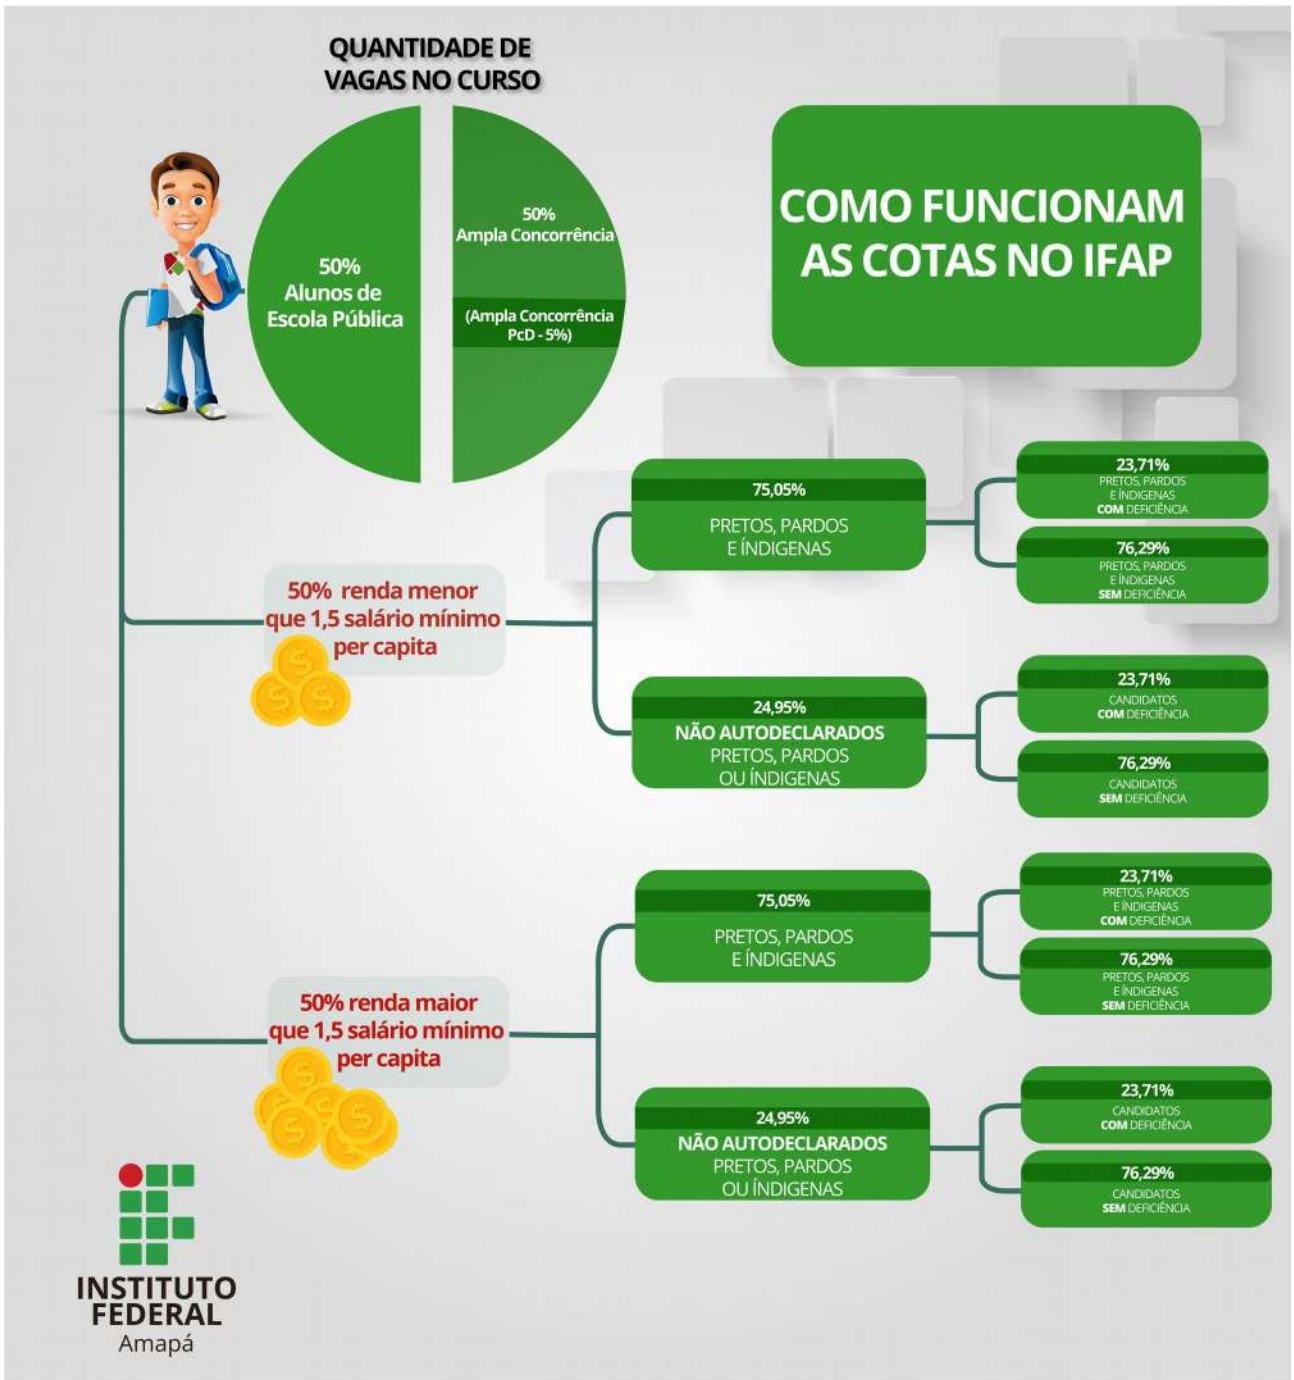 QUANTIDADE DE
VAGAS NO CURSO
50%
Alunos de
Escola Pública
50%
Ampla Concorrência
(Ampla Concorrência
PcD - 5%)
COMO FUNCIONAM
AS COTAS NO IFAP
50% renda menor
que 1,5 salário mínimo
per capita
75,05%
PRETOS, PARDOS
E ÍNDIGENAS
23,71%
PRETOS, PARDOS
E ÍNDIGENAS
COM DEFICIÊNCIA
76,29%
PRETOS, PARDOS
E ÍNDIGENAS
SEM DEFICIÊNCIA
24,95%
NÃO AUTODECLARADOS
PRETOS, PARDOS
OU ÍNDIGENAS
23,71%
CANDIDATOS
COM DEFICIÊNCIA
76,29%
CANDIDATOS
SEM DEFICIÊNCIA
50% renda maior
que 1,5 salário mínimo
per capita
75,05%
PRETOS, PARDOS
E ÍNDIGENAS
23,71%
PRETOS, PARDOS
E ÍNDIGENAS
COM DEFICIÊNCIA
76,29%
PRETOS, PARDOS
E ÍNDIGENAS
SEM DEFICIÊNCIA
24,95%
NÃO AUTODECLARADOS
PRETOS, PARDOS
OU ÍNDIGENAS
23,71%
CANDIDATOS
COM DEFICIÊNCIA
76,29%
CANDIDATOS
SEM DEFICIÊNCIA
INSTITUTO
FEDERAL
Amapá